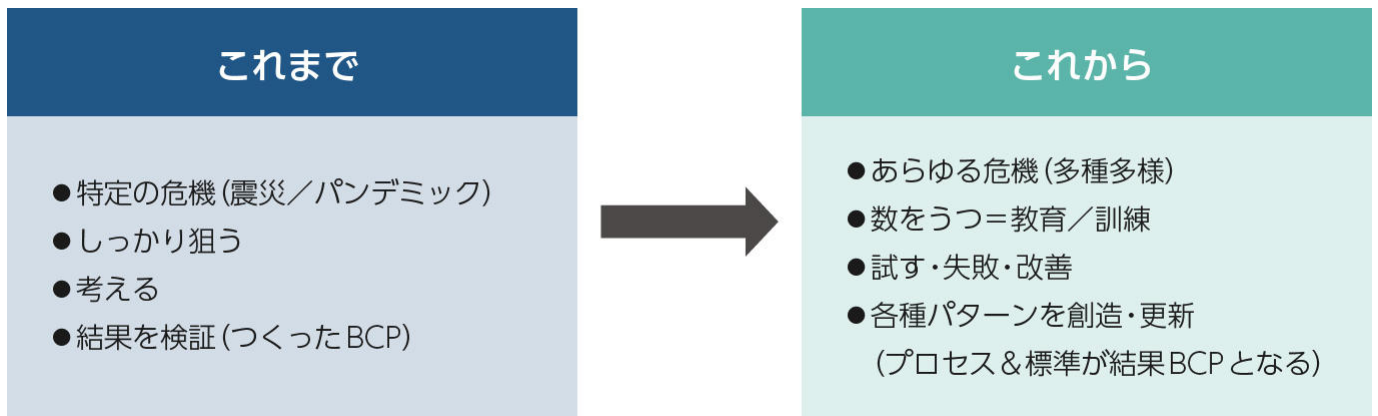 これまで
●特定の危機(震災／パンデミック)
●しっかり狙う
●考える
●結果を検証(つくったBCP)
これから
●あらゆる危機(多種多様)
●数をうつ＝教育／訓練
●試す・失敗・改善
●各種パターンを創造・更新
(プロセス＆標準が結果BCPとなる)